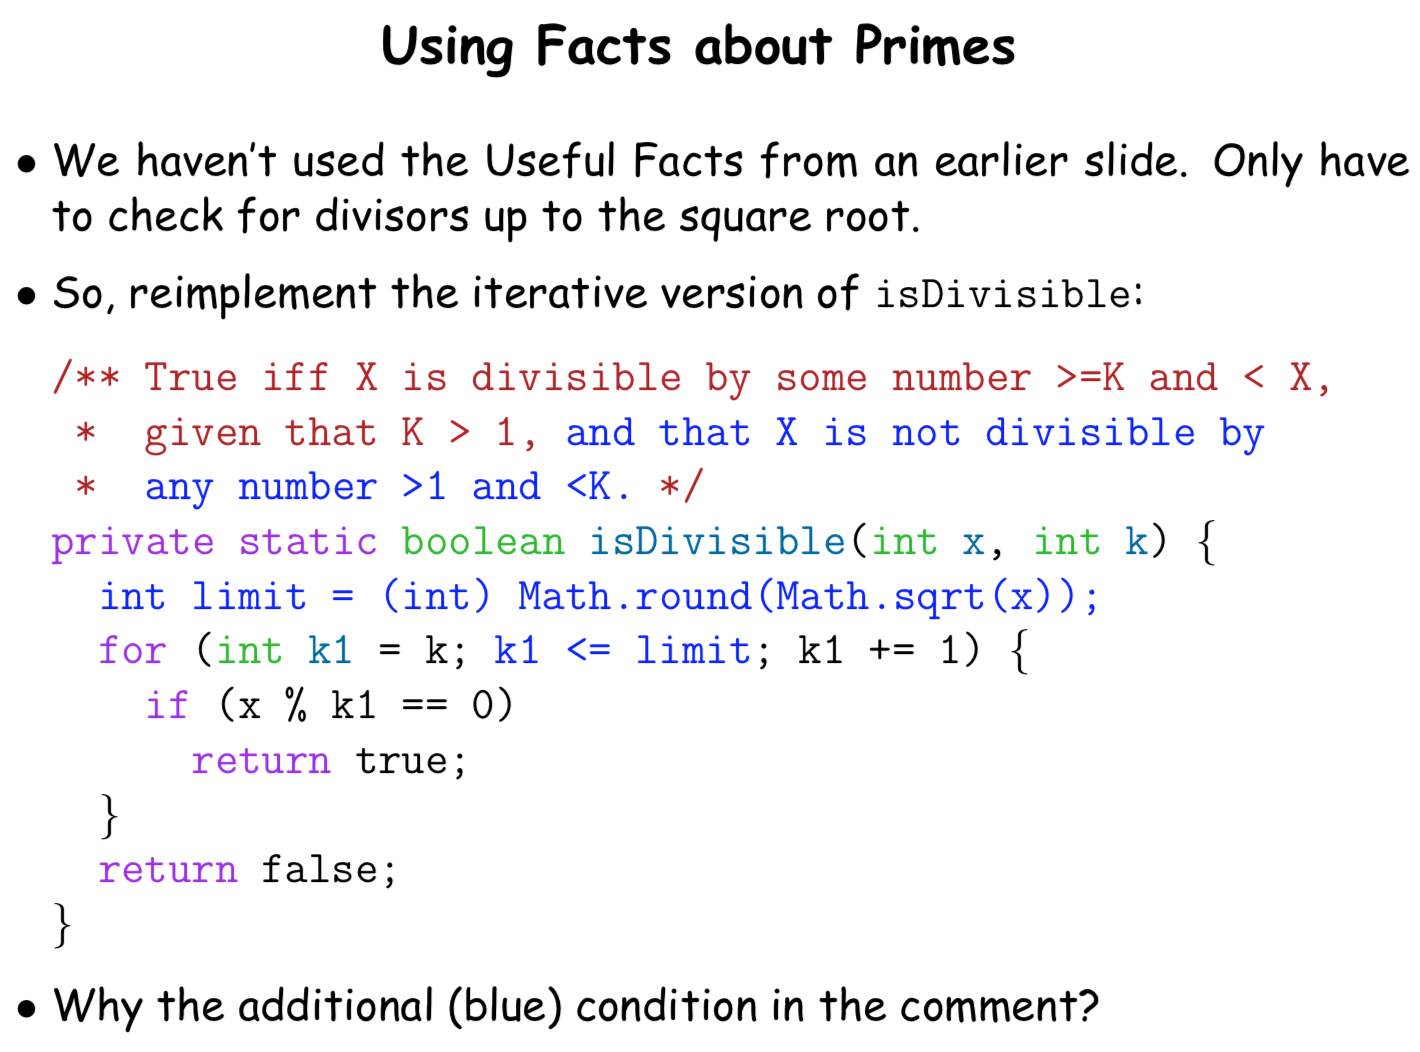 Using Facts about Primes
• We haven't used the Useful Facts from an earlier slide. Only have
to check for divisors up to the square root.
• So, reimplement the iterative version of isDivisible:
/** True iff X is divisible by some number >=K and < X,
 *  given that K > 1, and that X is not divisible by
 *  any number >1 and <K. */
private static boolean isDivisible(int x, int k) {
  int limit = (int) Math.round(Math.sqrt(x));
  for (int k1 = k; k1 <= limit; k1 += 1) {
    if (x % k1 == 0)
      return true;
  }
  return false;
}
• Why the additional (blue) condition in the comment?